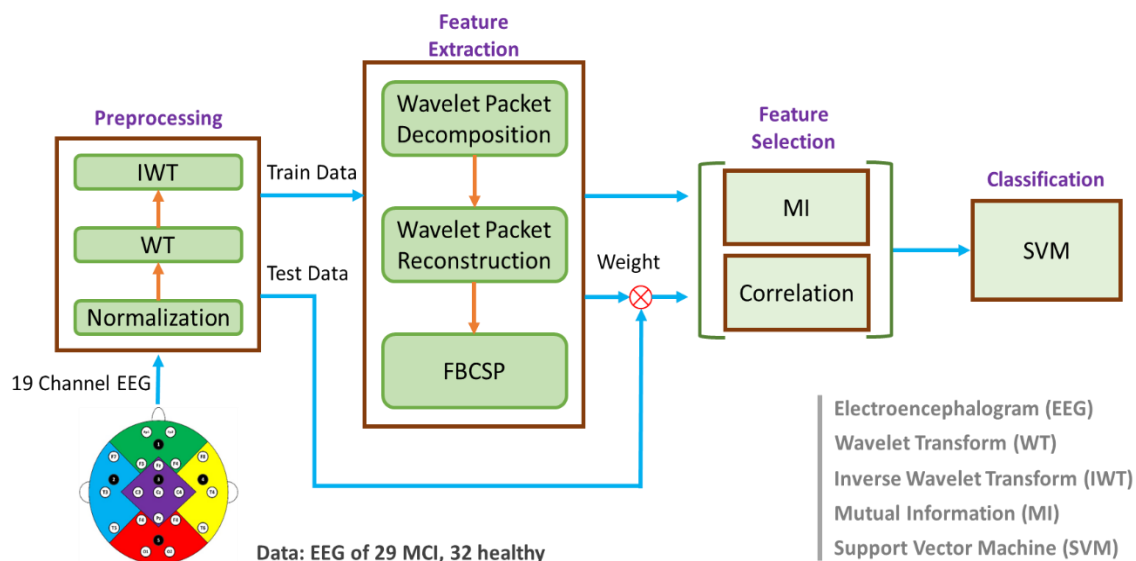 Feature
Extraction
Preprocessing
Wavelet Packet
Decomposition
Feature
Selection
IWT
Train Data
Classification
MI
WT
Wavelet Packet
Reconstruction
SVM
Weight
Test Data
Correlation
Normalization
FBCSP
19 Channel EEG
Electroencephalogram (EEG)
Wavelet Transform (WT)
Inverse Wavelet Transform (IWT)
Mutual Information (MI)
Support Vector Machine (SVM)
Data: EEG of 29 MCI, 32 healthy